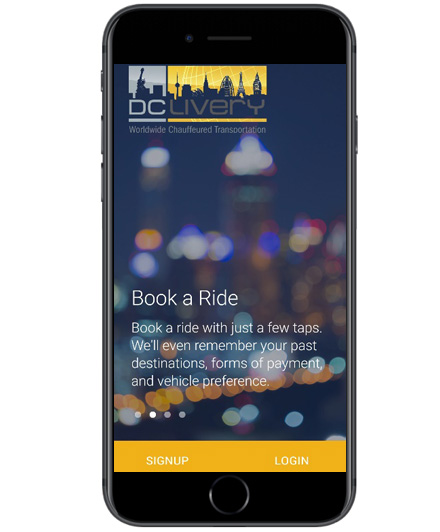 DC LIVERY
Worldwide Chauffeured Transportation
Book a Ride
Book a ride with just a few taps.
We'll even remember your past
destinations, forms of payment,
and vehicle preference.
SIGNUP LOGIN